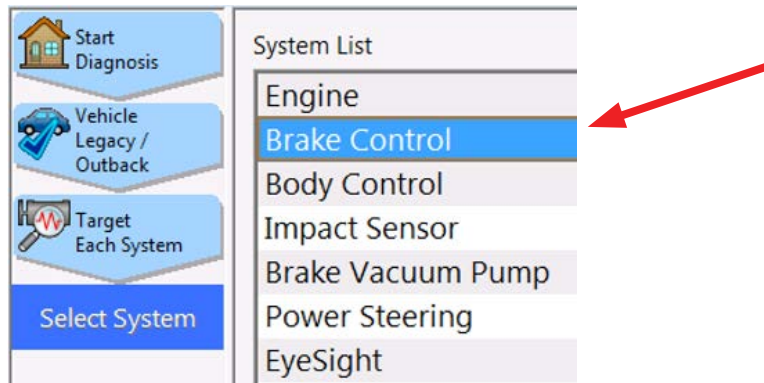 Start
Diagnosis
Vehicle
Legacy /
Outback
Target
Each System
Select System
System List
Engine
Brake Control
Body Control
Impact Sensor
Brake Vacuum Pump
Power Steering
EyeSight